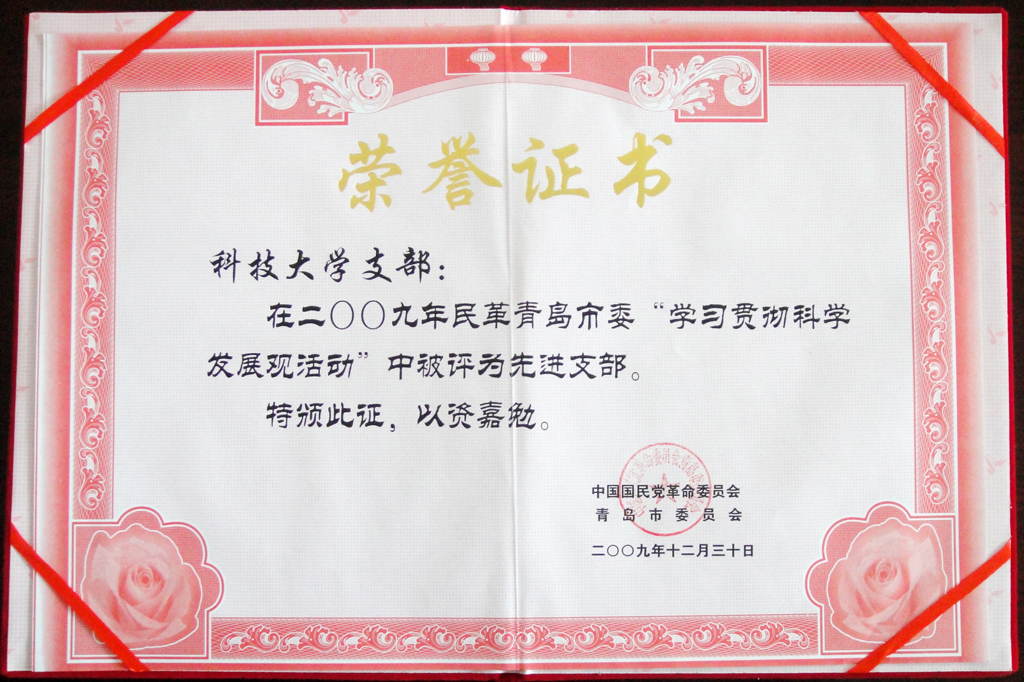 荣誉证书
科技大学支部：
在二〇〇九年民革青岛市委“学习贯彻科学
发展观活动”中被评为先进支部。
特颁此证，以资嘉勉。
中国国民党革命委员会
青岛市委员会
二〇〇九年十二月三十日